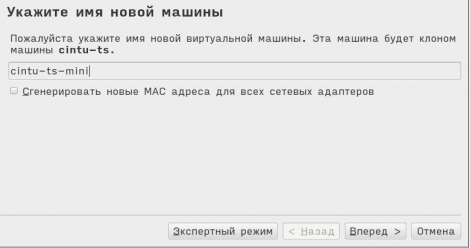 Укажите имя новой машины
Пожалуйста укажите имя новой виртуальной машины. Эта машина будет клоном
машины cintu-ts.
cintu-ts-mini
Сгенерировать новые MAC адреса для всех сетевых адаптеров
Экспертный режим < Назад Вперед > Отмена